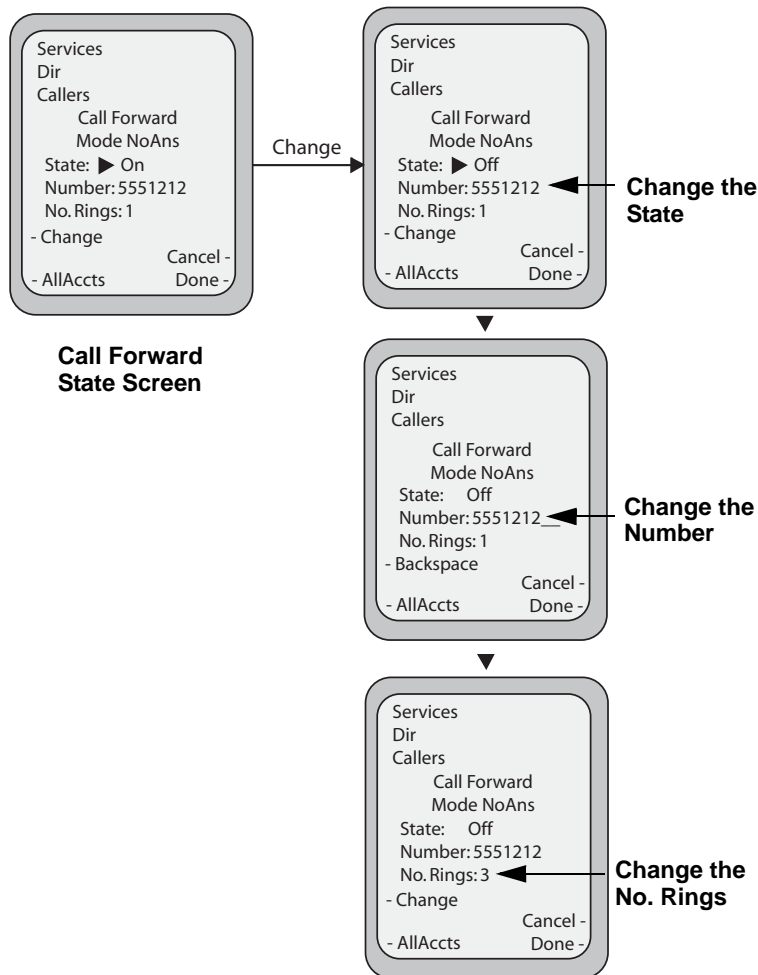 Services
Dir
Callers
Call Forward
Mode NoAns
State: ▶ On
Number: 5551212
No. Rings: 1
- Change
Cancel -
- AllAccts Done -
Call Forward
State Screen
Change
Services
Dir
Callers
Call Forward
Mode NoAns
State: ▶ Off
Number: 5551212
No. Rings: 1
- Change
Cancel -
- AllAccts Done -
Change the
State
Services
Dir
Callers
Call Forward
Mode NoAns
State: Off
Number: 5551212__
No. Rings: 1
- Backspace
Cancel -
- AllAccts Done -
Change the
Number
Services
Dir
Callers
Call Forward
Mode NoAns
State: Off
Number: 5551212
No. Rings: 3
- Change
Cancel -
- AllAccts Done -
Change the
No. Rings